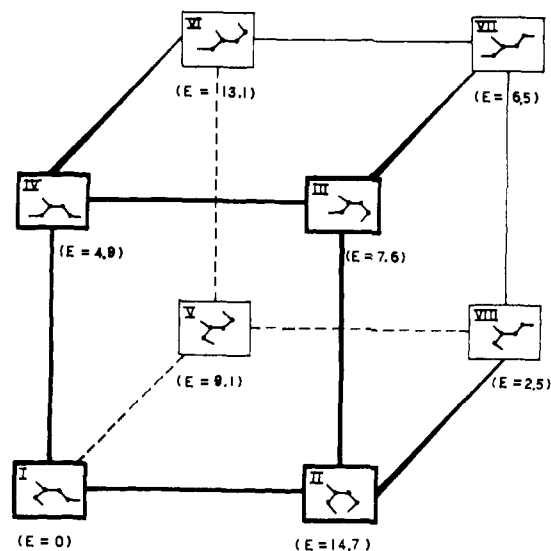 VI
VII
(E = 13.1)
(E = 6.5)
IV
III
(E = 4.9)
(E = 7.6)
V
VIII
(E = 9.1)
(E = 2.5)
I
II
(E = 0)
(E = 14.7)